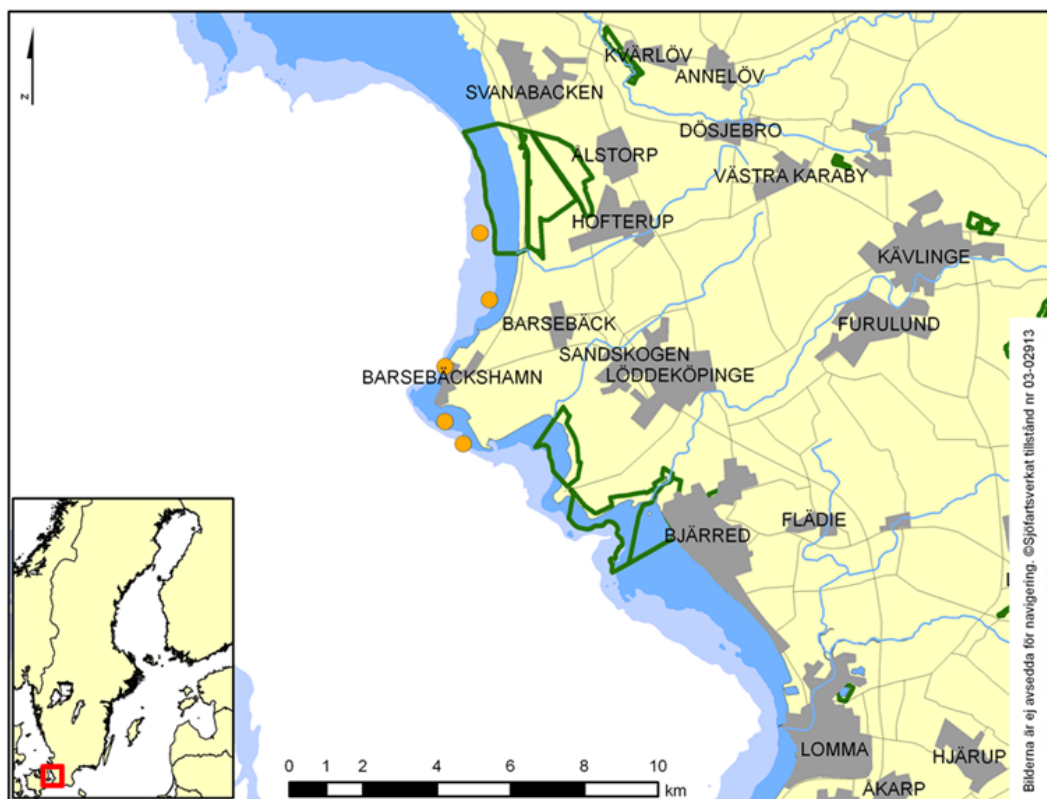 z
KVÄRLÖV
ANNELÖV
SVANABACKEN
DÖSJEBRO
ÅLSTORP
VÄSTRA KARABY
HOFTERUP
KÄVLINGE
BARSEBÄCK
FURULUND
SANDSKOGEN
BARSEBÄCKSHAMN
LÖDDEKÖPINGE
BJÄRRED
FLÄDIE
LOMMA
HJÄRUP
ÅKARP
0 1 2 4 6 8 10
km
Bilderna är ej avsedda för navigering. ©Sjöfartsverkat tillstånd nr 03-02913